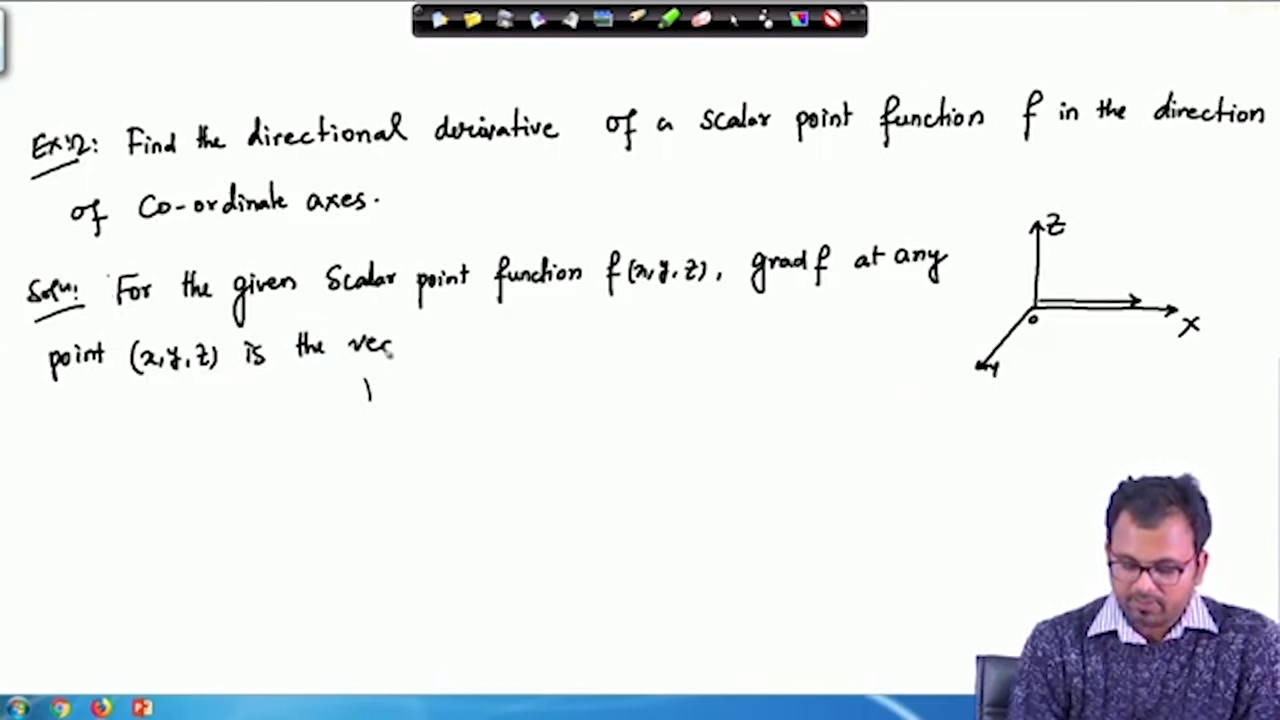 Ex:2: Find the directional derivative of a scalar point function f in the direction
of Co-ordinate axes.
Soln: For the given Scalar point function f(x, y, z), grad f at any
point (x, y, z) is the vec
Z
O
X
Y